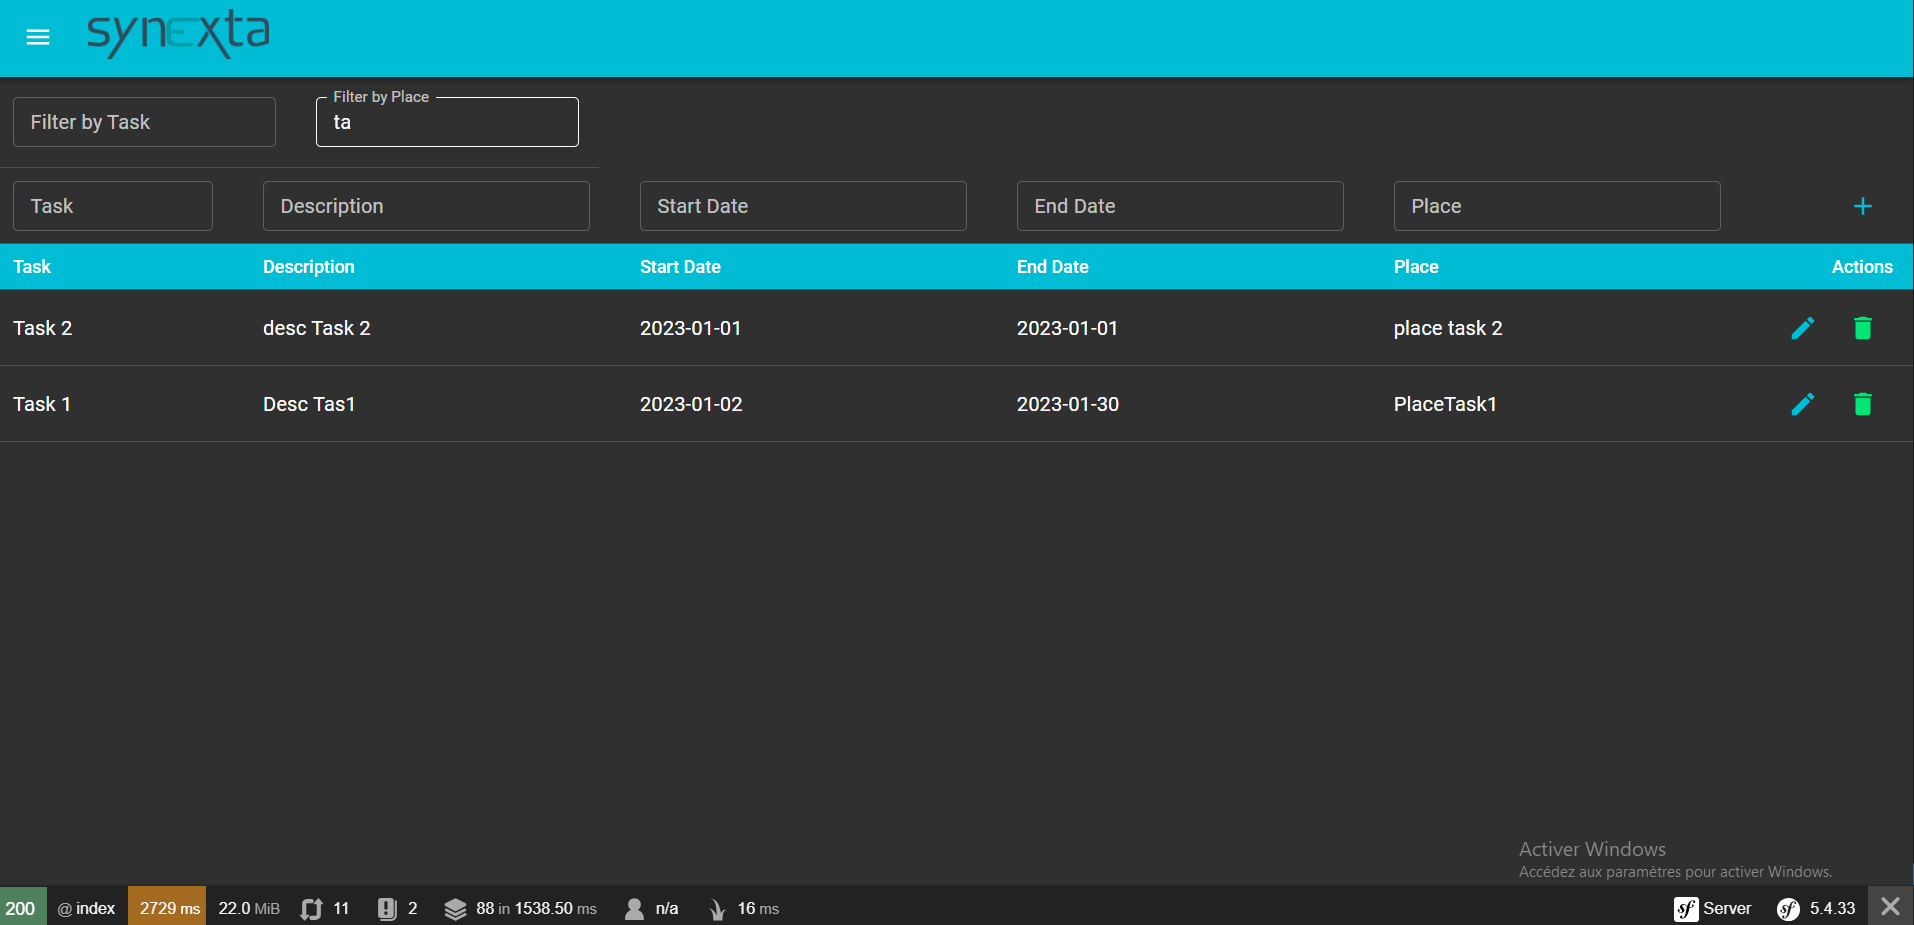 synexta
Filter by Task
Filter by Place
ta
Task Description Start Date End Date Place +
Task Description Start Date End Date Place Actions
Task 2 desc Task 2 2023-01-01 2023-01-01 place task 2
Task 1 Desc Tas1 2023-01-02 2023-01-30 PlaceTask1
Activer Windows
Accédez aux paramètres pour activer Windows.
200 @ index 2729 ms 22.0 MiB 11 2 88 in 1538.50 ms n/a 16 ms sf Server sf 5.4.33